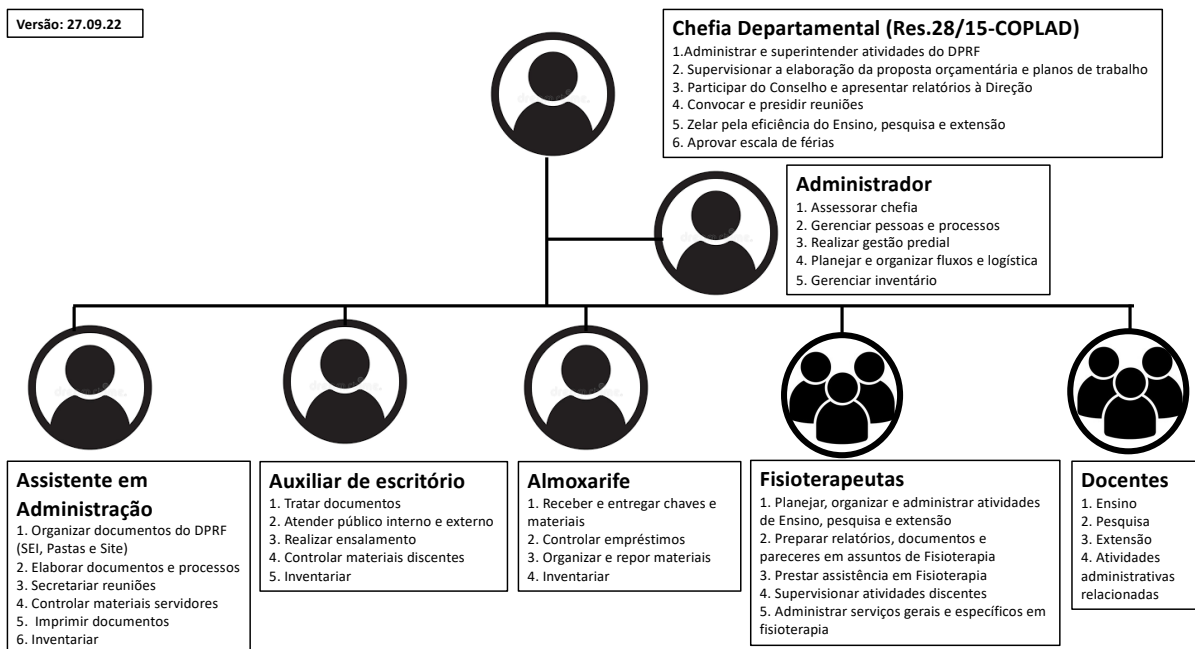 Versão: 27.09.22
Chefia Departamental (Res.28/15-COPLAD)
1.Administrar e superintender atividades do DPRF
2. Supervisionar a elaboração da proposta orçamentária e planos de trabalho
3. Participar do Conselho e apresentar relatórios à Direção
4. Convocar e presidir reuniões
5. Zelar pela eficiência do Ensino, pesquisa e extensão
6. Aprovar escala de férias
Administrador
1. Assessorar chefia
2. Gerenciar pessoas e processos
3. Realizar gestão predial
4. Planejar e organizar fluxos e logística
5. Gerenciar inventário
Assistente em
Administração
1. Organizar documentos do DPRF
(SEI, Pastas e Site)
2. Elaborar documentos e processos
3. Secretariar reuniões
4. Controlar materiais servidores
5. Imprimir documentos
6. Inventariar
Auxiliar de escritório
1. Tratar documentos
2. Atender público interno e externo
3. Realizar ensalamento
4. Controlar materiais discentes
5. Inventariar
Almoxarife
1. Receber e entregar chaves e
materiais
2. Controlar empréstimos
3. Organizar e repor materiais
4. Inventariar
Fisioterapeutas
1. Planejar, organizar e administrar atividades
de Ensino, pesquisa e extensão
2. Preparar relatórios, documentos e
pareceres em assuntos de Fisioterapia
3. Prestar assistência em Fisioterapia
4. Supervisionar atividades discentes
5. Administrar serviços gerais e específicos em
fisioterapia
Docentes
1. Ensino
2. Pesquisa
3. Extensão
4. Atividades
administrativas
relacionadas